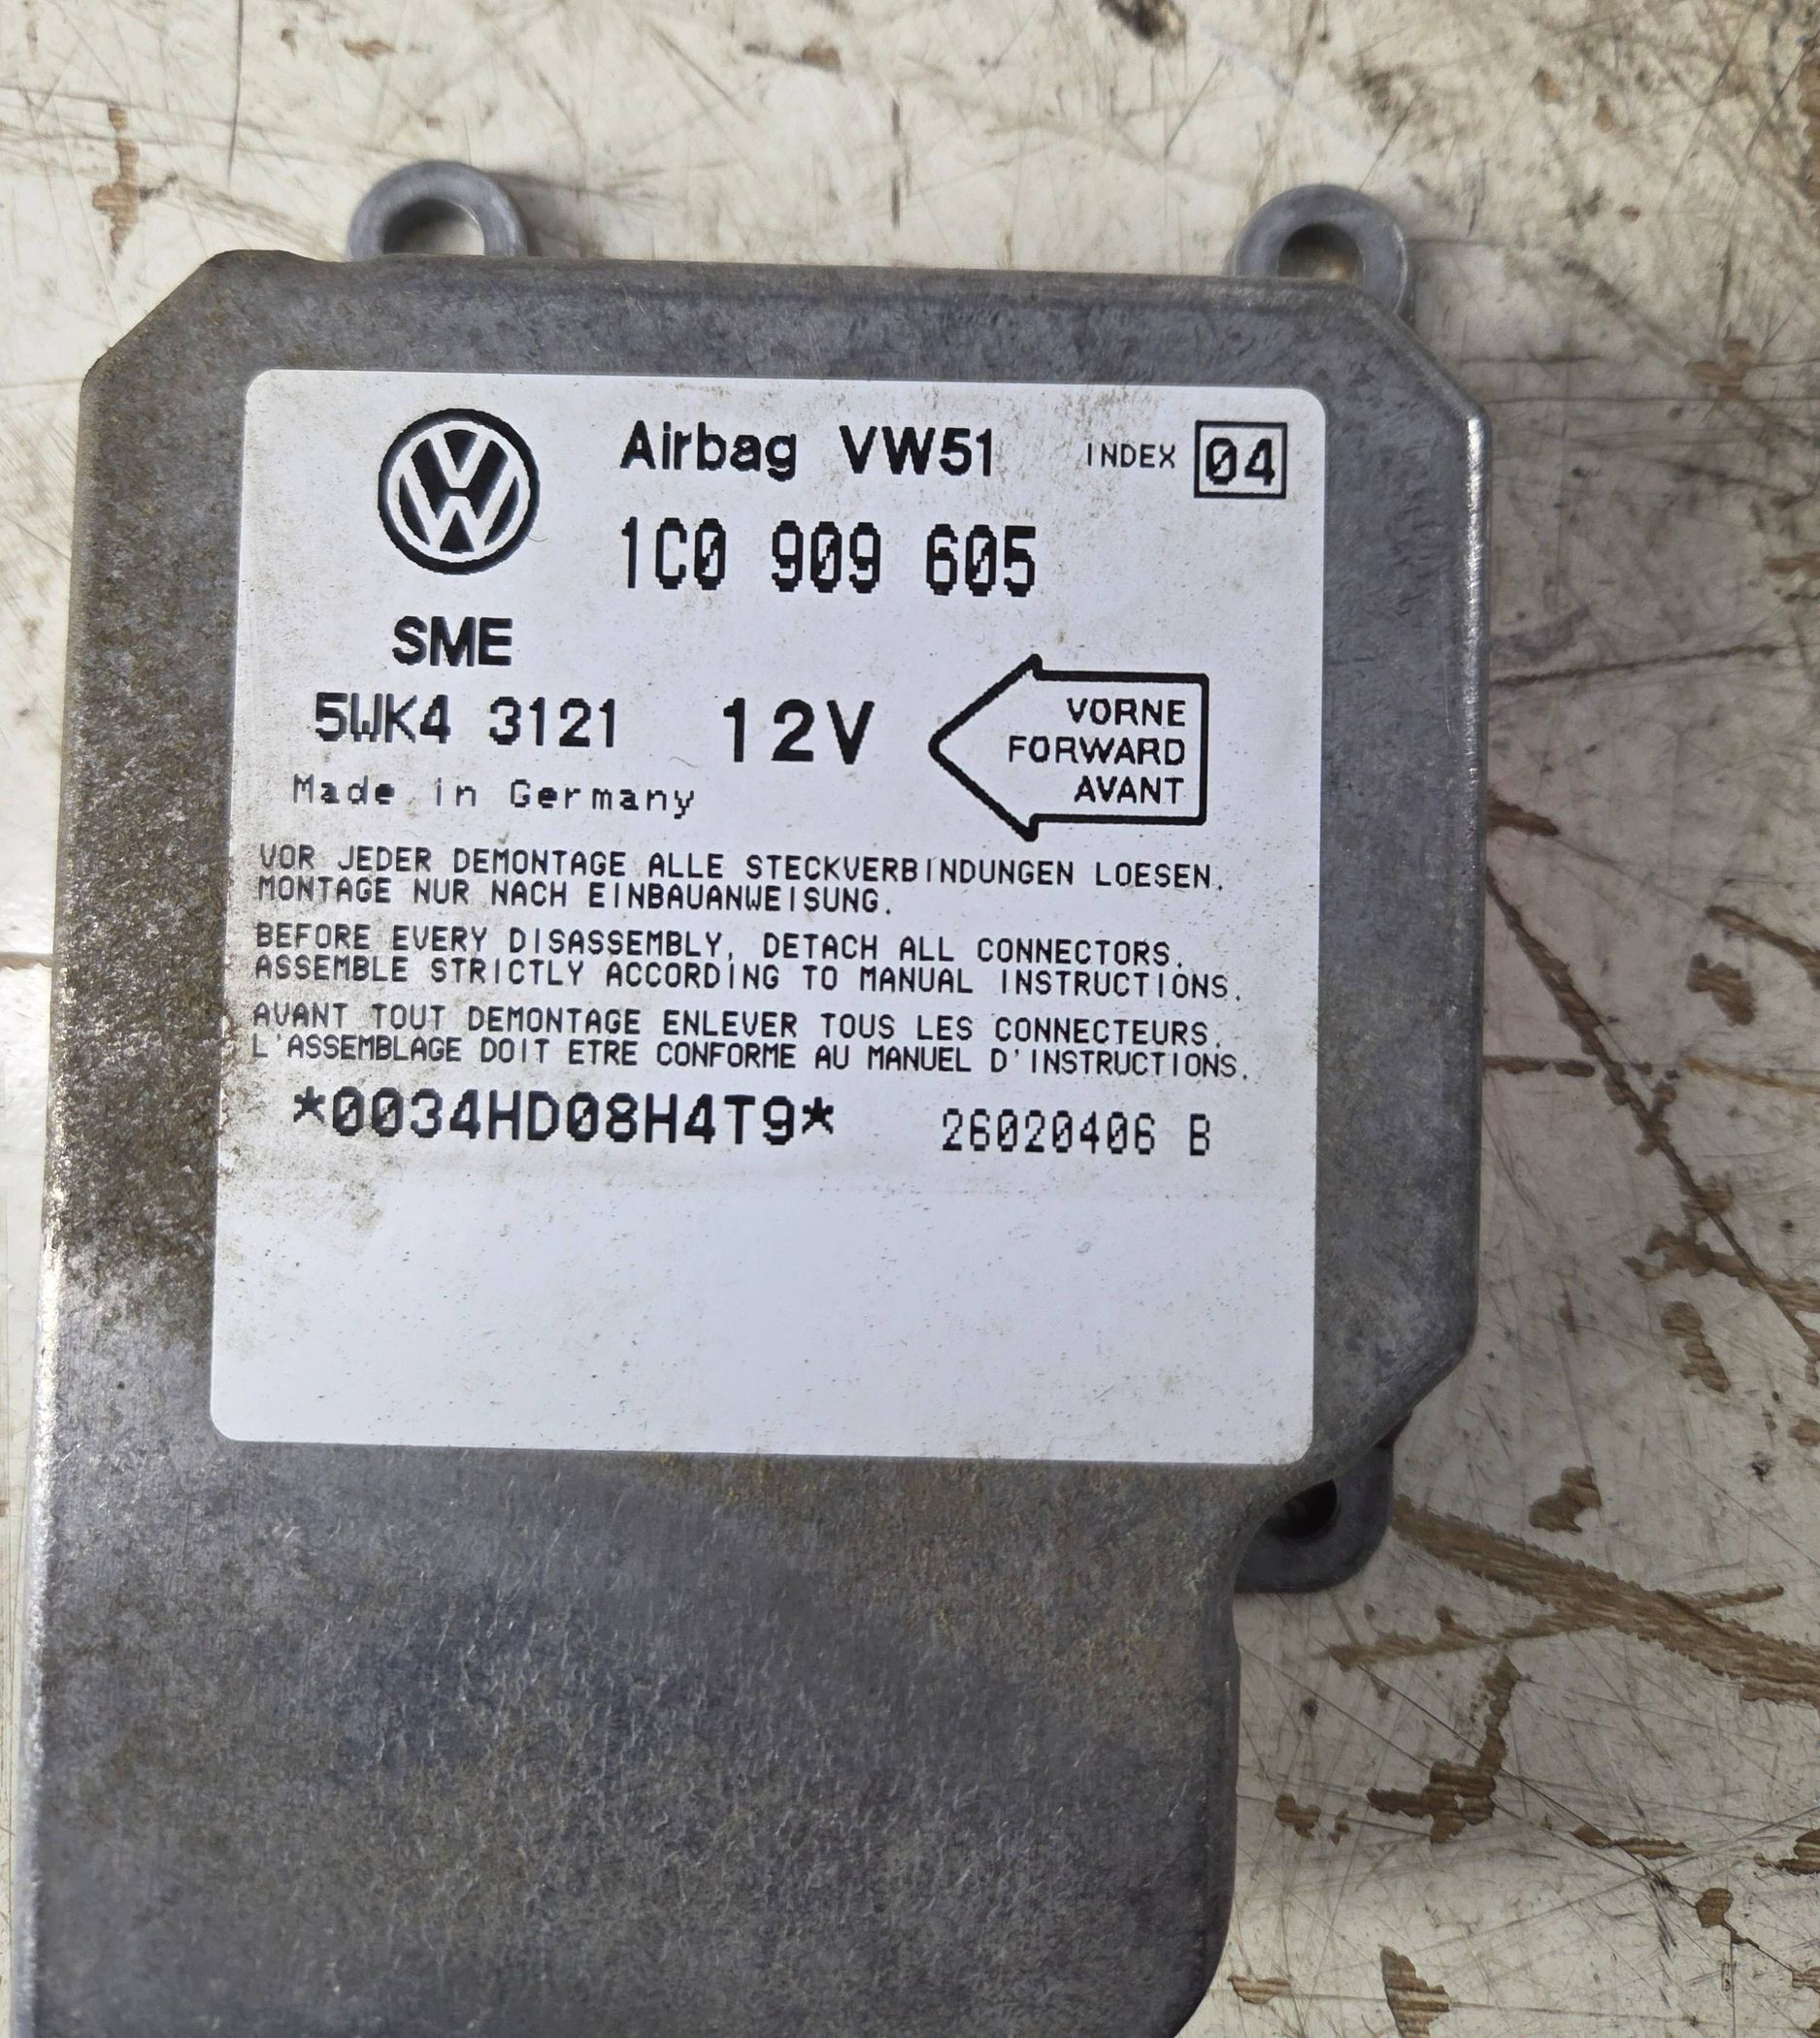 Airbag VW51 INDEX 04
1C0 909 605
SME
5WK4 3121 12V
VORNE
FORWARD
AVANT
Made in Germany
VOR JEDER DEMONTAGE ALLE STECKVERBINDUNGEN LOESEN.
MONTAGE NUR NACH EINBAUANWEISUNG.
BEFORE EVERY DISASSEMBLY, DETACH ALL CONNECTORS.
ASSEMBLE STRICTLY ACCORDING TO MANUAL INSTRUCTIONS.
AVANT TOUT DEMONTAGE ENLEVER TOUS LES CONNECTEURS.
L'ASSEMBLAGE DOIT ETRE CONFORME AU MANUEL D'INSTRUCTIONS.
*0034HD08H4T9* 26020406 B